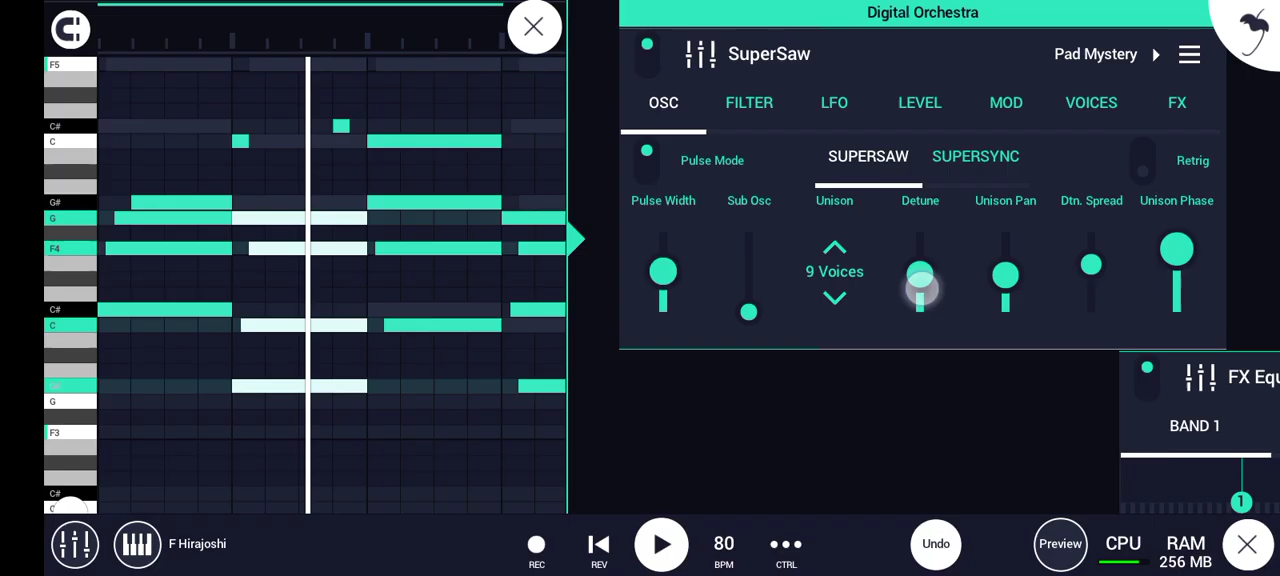 Digital Orchestra
F5
SuperSaw
Pad Mystery
OSC
FILTER
LFO
LEVEL
MOD
VOICES
FX
C#
C
Pulse Mode
SUPERSAW
SUPERSYNC
Retrig
G#
G
Pulse Width
Sub Osc
Unison
Detune
Unison Pan
Dtn. Spread
Unison Phase
F4
9 Voices
C#
C
G#
G
FX Equ
BAND 1
F3
C#
1
F Hirajoshi
REC
REV
80
BPM
CTRL
Undo
Preview
CPU
RAM
256 MB